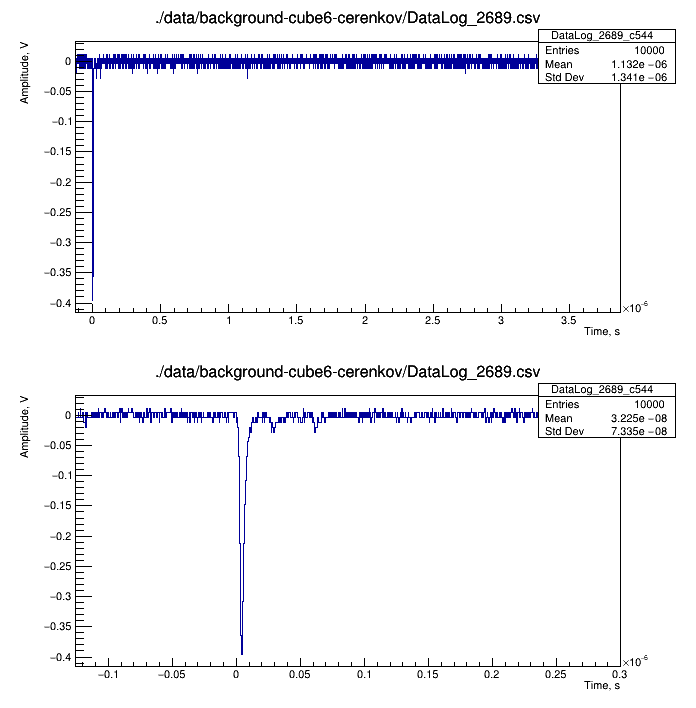 ./data/background-cube6-cerenkov/DataLog_2689.csv
DataLog_2689_c544
Entries 10000
Mean 1.132e −06
Std Dev 1.341e −06
Amplitude, V
0
−0.05
−0.1
−0.15
−0.2
−0.25
−0.3
−0.35
−0.4
0 0.5 1 1.5 2 2.5 3 3.5
×10-6
Time, s
./data/background-cube6-cerenkov/DataLog_2689.csv
DataLog_2689_c544
Entries 10000
Mean 3.225e −08
Std Dev 7.335e −08
Amplitude, V
0
−0.05
−0.1
−0.15
−0.2
−0.25
−0.3
−0.35
−0.4
−0.1 −0.05 0 0.05 0.1 0.15 0.2 0.25 0.3
×10-6
Time, s